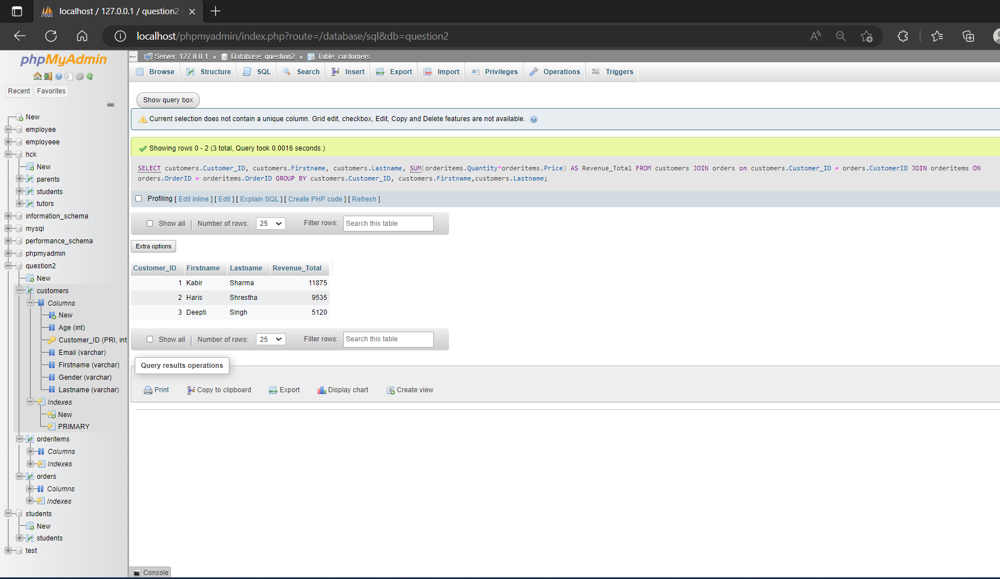 localhost / 127.0.0.1 / question2
localhost/phpmyadmin/index.php?route=/database/sql&db=question2
phpMyAdmin
Recent Favorites
New
employee
employeee
hck
New
parents
students
tutors
information_schema
mysql
performance_schema
phpmyadmin
question2
New
customers
Columns
New
Age (int)
Customer_ID (PRI, int
Email (varchar)
Firstname (varchar)
Gender (varchar)
Lastname (varchar)
Indexes
New
PRIMARY
orderitems
Columns
Indexes
orders
Columns
Indexes
students
New
students
test
Server: 127.0.0.1 » Database: question2 » Table: customers
Browse Structure SQL Search Insert Export Import Privileges Operations Triggers
Show query box
Current selection does not contain a unique column. Grid edit, checkbox, Edit, Copy and Delete features are not available.
Showing rows 0 - 2 (3 total, Query took 0.0016 seconds.)
SELECT customers.Customer_ID, customers.Firstname, customers.Lastname, SUM(orderitems.Quantity*orderitems.Price) AS Revenue_Total FROM customers JOIN orders on customers.Customer_ID = orders.CustomerID JOIN orderitems ON
orders.OrderID = orderitems.OrderID GROUP BY customers.Customer_ID, customers.Firstname,customers.Lastname;
Profiling [ Edit inline ] [ Edit ] [ Explain SQL ] [ Create PHP code ] [ Refresh ]
Show all | Number of rows: 25 Filter rows: Search this table
Extra options
Customer_ID Firstname Lastname Revenue_Total
1 Kabir Sharma 11875
2 Haris Shrestha 9535
3 Deepti Singh 5120
Show all | Number of rows: 25 Filter rows: Search this table
Query results operations
Print Copy to clipboard Export Display chart Create view
Console